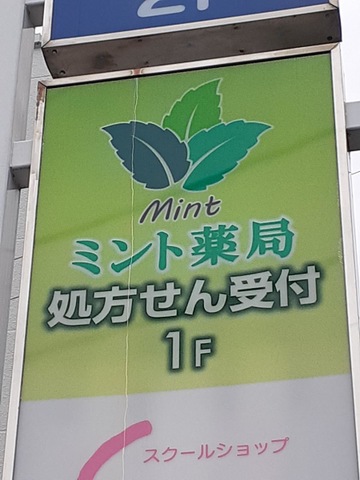 Mint
ミント薬局
処方せん受付
1F
スクールショップ